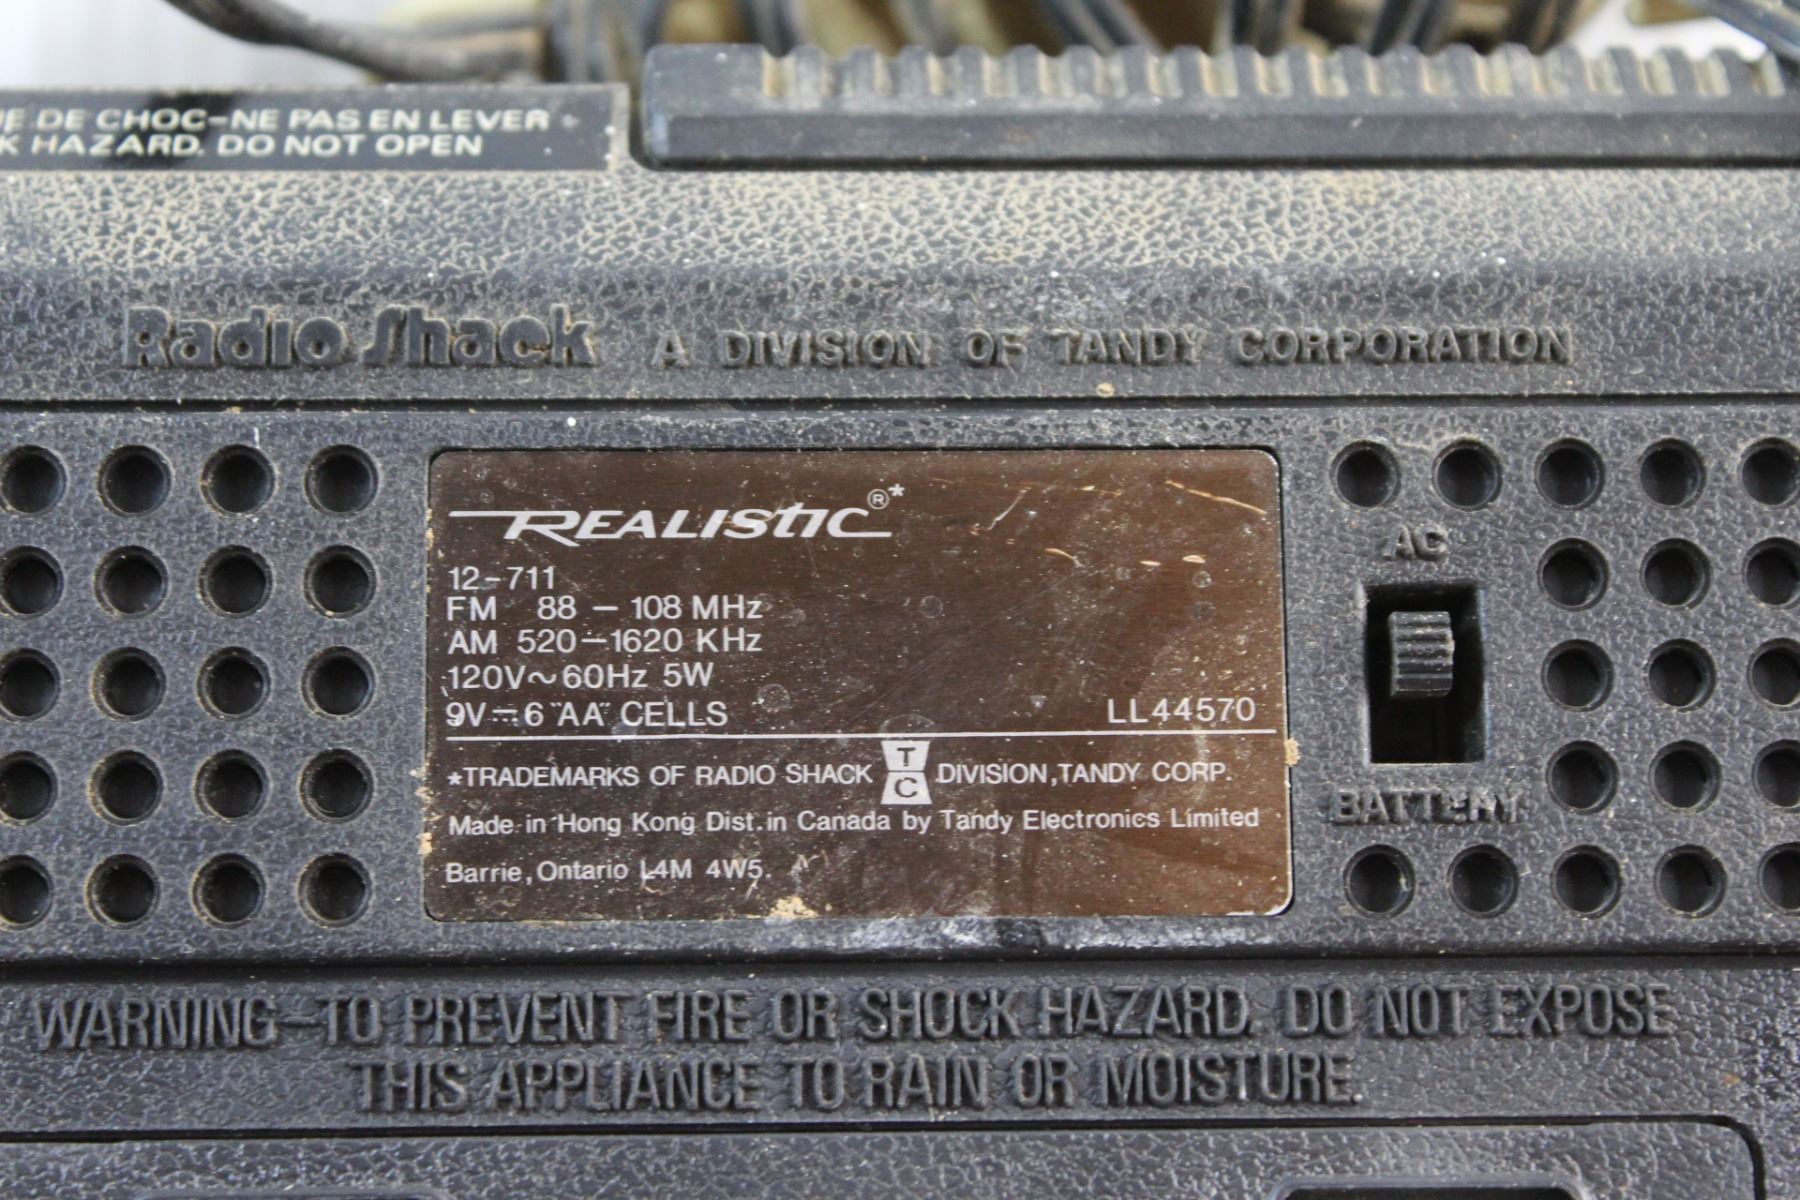 DE CHOC-NE PAS EN LEVER
HAZARD. DO NOT OPEN
Radio Shack A DIVISION OF TANDY CORPORATION
REALISTIC®*
12-711
FM 88 - 108 MHz
AM 520-1620 KHz
120V~60Hz 5W
9V⎓6 "AA" CELLS LL44570
*TRADEMARKS OF RADIO SHACK TC DIVISION, TANDY CORP.
Made in Hong Kong Dist. in Canada by Tandy Electronics Limited
Barrie, Ontario L4M 4W5.
AC
BATTERY
WARNING-TO PREVENT FIRE OR SHOCK HAZARD. DO NOT EXPOSE
THIS APPLIANCE TO RAIN OR MOISTURE.